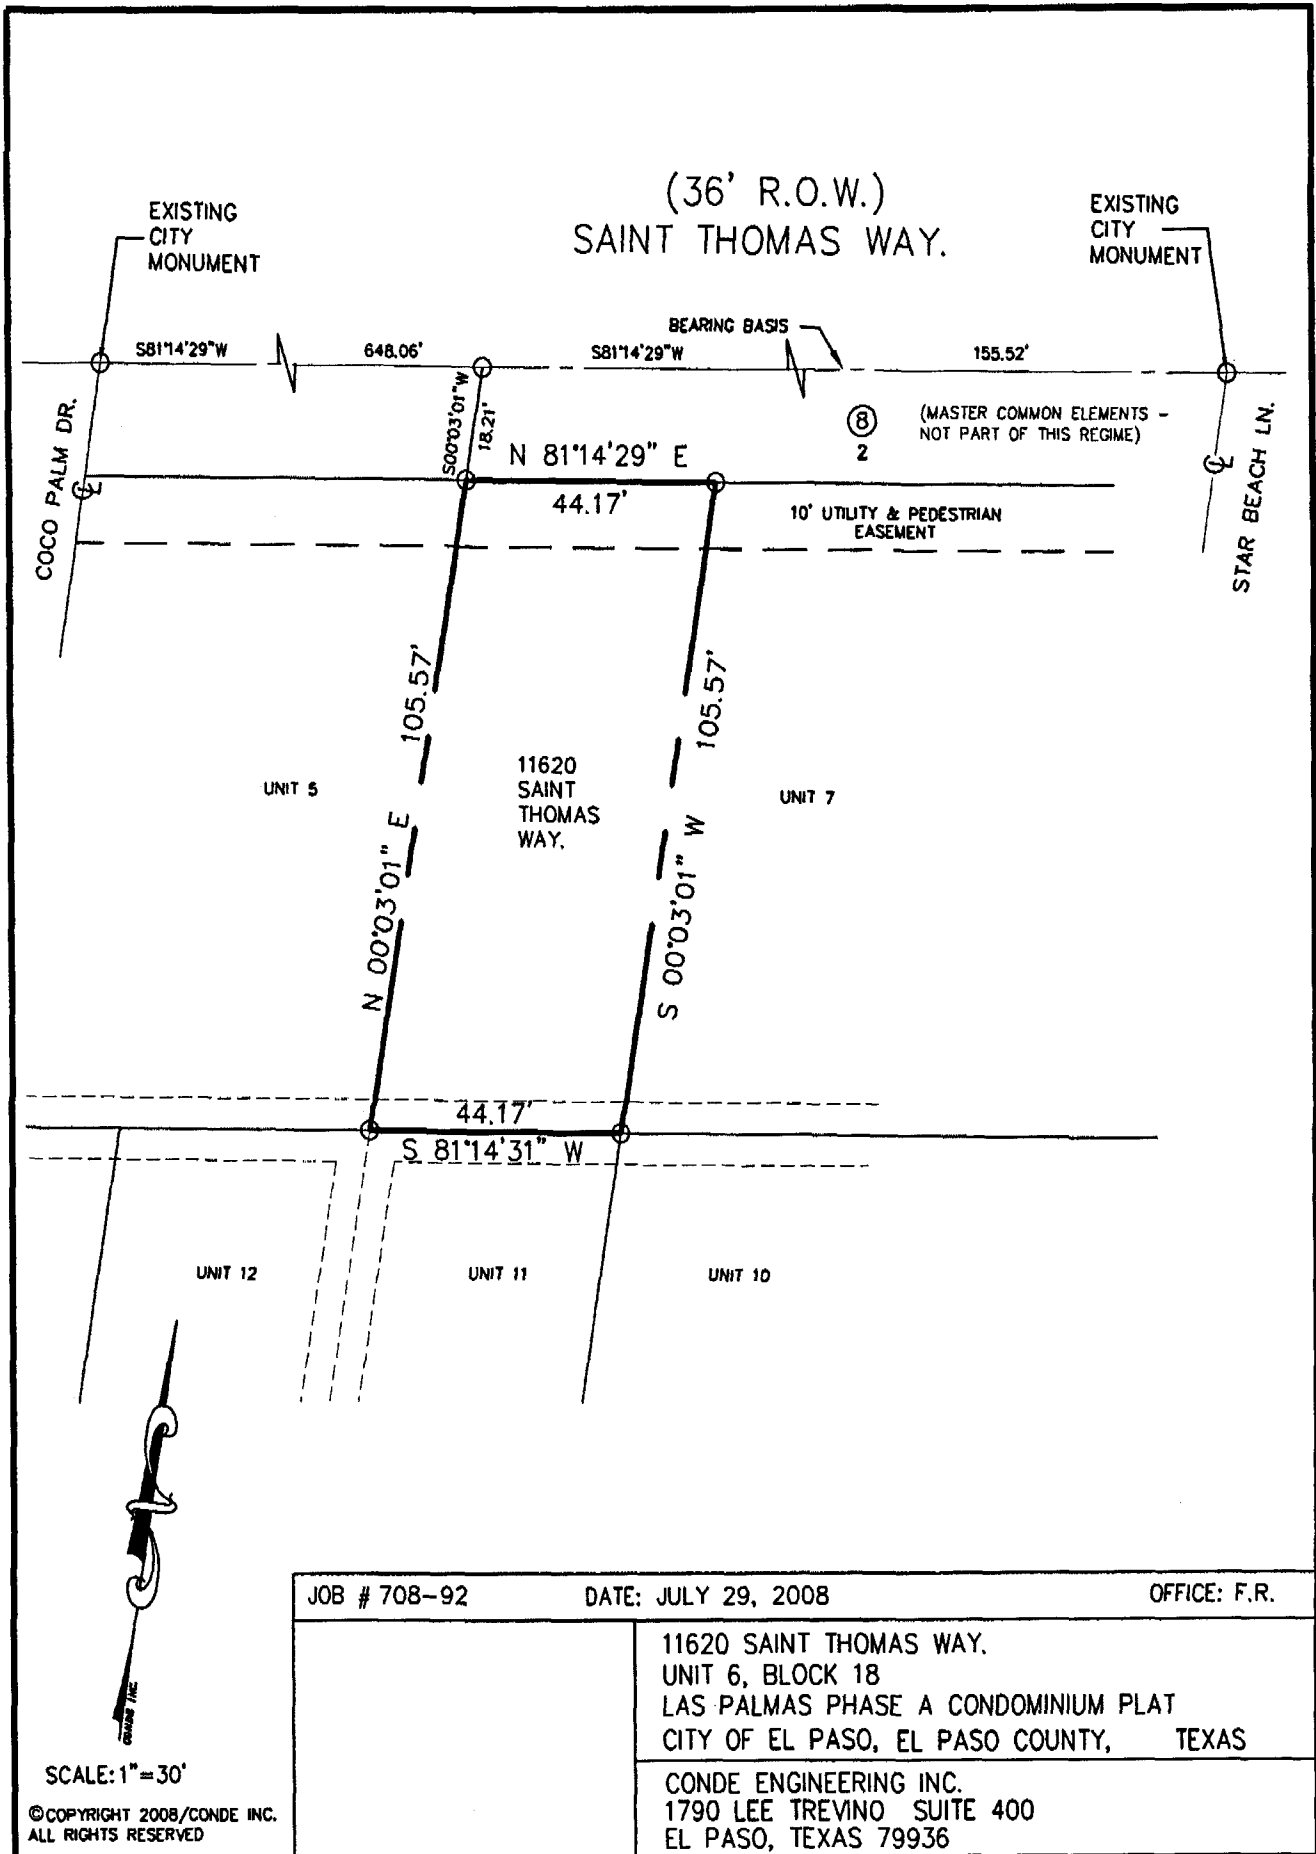 (36' R.O.W.)
SAINT THOMAS WAY.
EXISTING
CITY
MONUMENT
EXISTING
CITY
MONUMENT
BEARING BASIS
S81°14'29"W
648.06'
S81°14'29"W
155.52'
COCO PALM DR.
S00°03'01"W
18.21'
8
2
(MASTER COMMON ELEMENTS -
NOT PART OF THIS REGIME)
STAR BEACH LN.
N 81°14'29" E
44.17'
10' UTILITY & PEDESTRIAN
EASEMENT
N 00°03'01" E 105.57'
S 00°03'01" W 105.57'
UNIT 5
11620
SAINT
THOMAS
WAY.
UNIT 7
44.17'
S 81°14'31" W
UNIT 12
UNIT 11
UNIT 10
CONDE INC.
SCALE: 1"=30'
©COPYRIGHT 2008/CONDE INC.
ALL RIGHTS RESERVED
JOB # 708-92 DATE: JULY 29, 2008 OFFICE: F.R.
11620 SAINT THOMAS WAY.
UNIT 6, BLOCK 18
LAS PALMAS PHASE A CONDOMINIUM PLAT
CITY OF EL PASO, EL PASO COUNTY, TEXAS
CONDE ENGINEERING INC.
1790 LEE TREVINO SUITE 400
EL PASO, TEXAS 79936